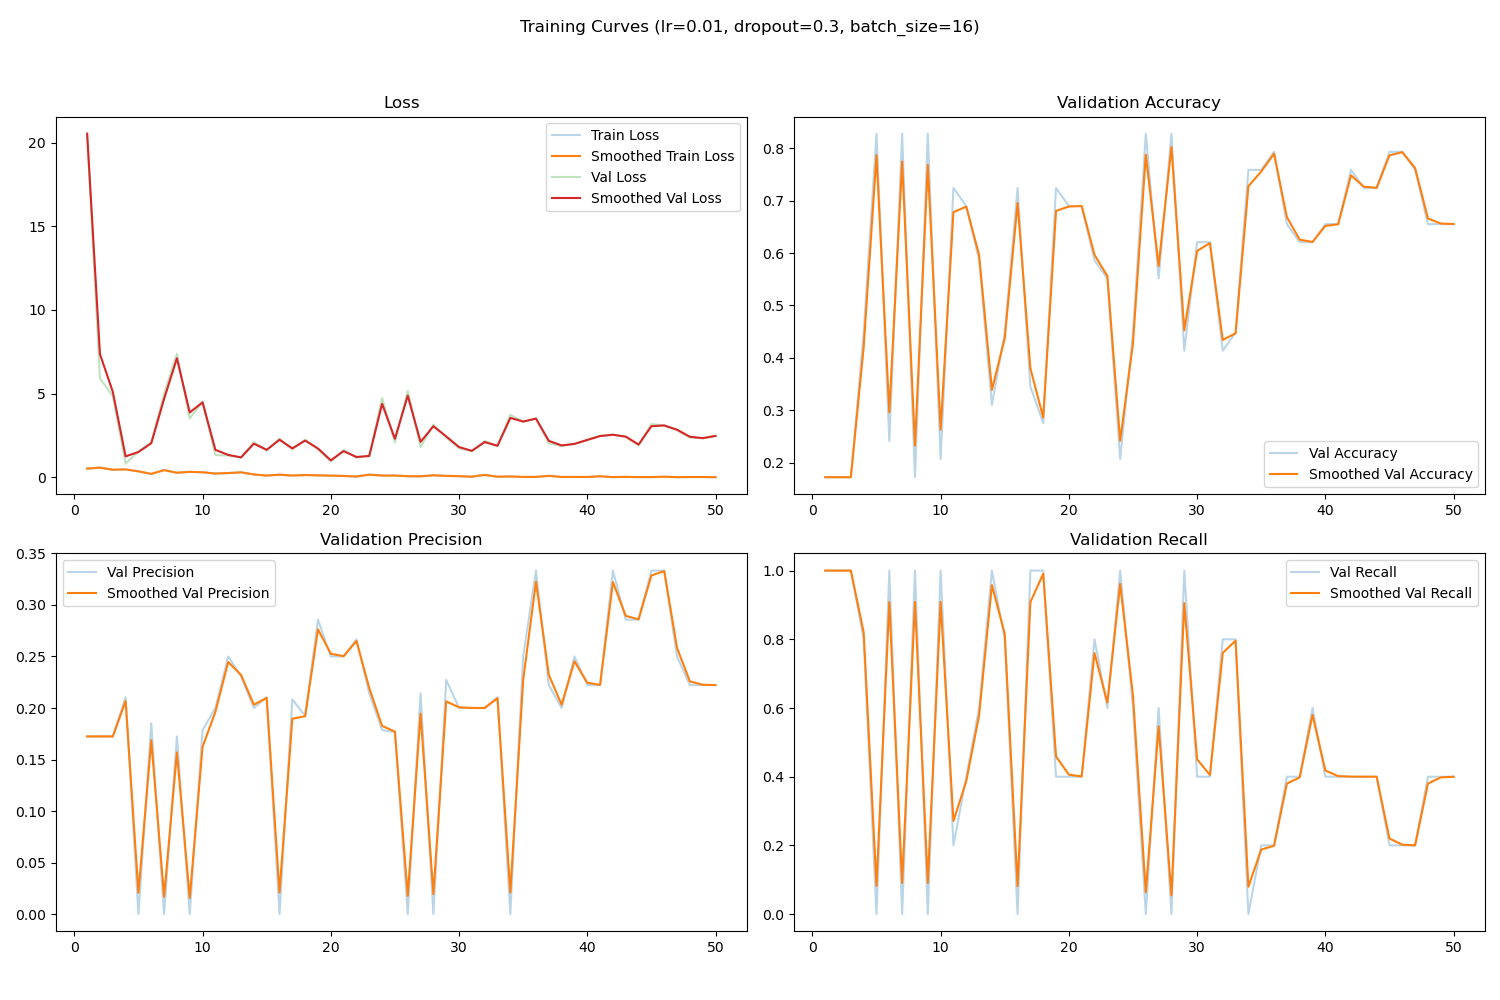 Training Curves (lr=0.01, dropout=0.3, batch_size=16)
Loss
20
15
10
5
0
0 10 20 30 40 50
Train Loss
Smoothed Train Loss
Val Loss
Smoothed Val Loss
Validation Accuracy
0.8
0.7
0.6
0.5
0.4
0.3
0.2
0 10 20 30 40 50
Val Accuracy
Smoothed Val Accuracy
Validation Precision
0.35
0.30
0.25
0.20
0.15
0.10
0.05
0.00
0 10 20 30 40 50
Val Precision
Smoothed Val Precision
Validation Recall
1.0
0.8
0.6
0.4
0.2
0.0
0 10 20 30 40 50
Val Recall
Smoothed Val Recall